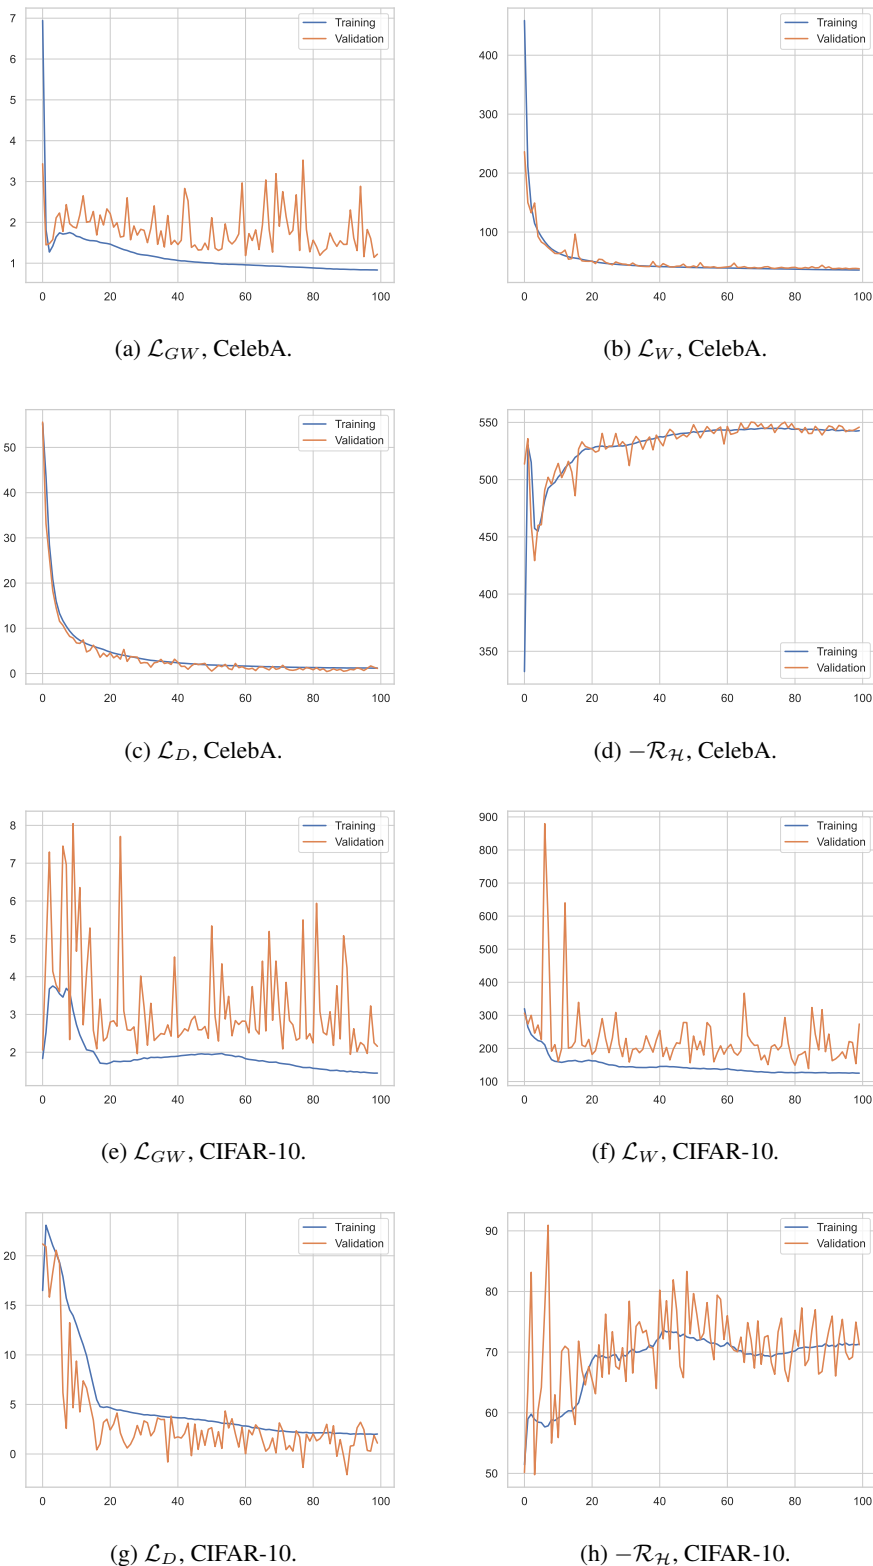 7
6
5
4
3
2
1
0 20 40 60 80 100
Training
Validation
(a) ℒ_GW, CelebA.
400
300
200
100
0 20 40 60 80 100
Training
Validation
(b) ℒ_W, CelebA.
50
40
30
20
10
0
0 20 40 60 80 100
Training
Validation
(c) ℒ_D, CelebA.
550
500
450
400
350
0 20 40 60 80 100
Training
Validation
(d) −ℛ_ℋ, CelebA.
8
7
6
5
4
3
2
0 20 40 60 80 100
Training
Validation
(e) ℒ_GW, CIFAR-10.
900
800
700
600
500
400
300
200
100
0 20 40 60 80 100
Training
Validation
(f) ℒ_W, CIFAR-10.
20
15
10
5
0
0 20 40 60 80 100
Training
Validation
(g) ℒ_D, CIFAR-10.
90
80
70
60
50
0 20 40 60 80 100
Training
Validation
(h) −ℛ_ℋ, CIFAR-10.